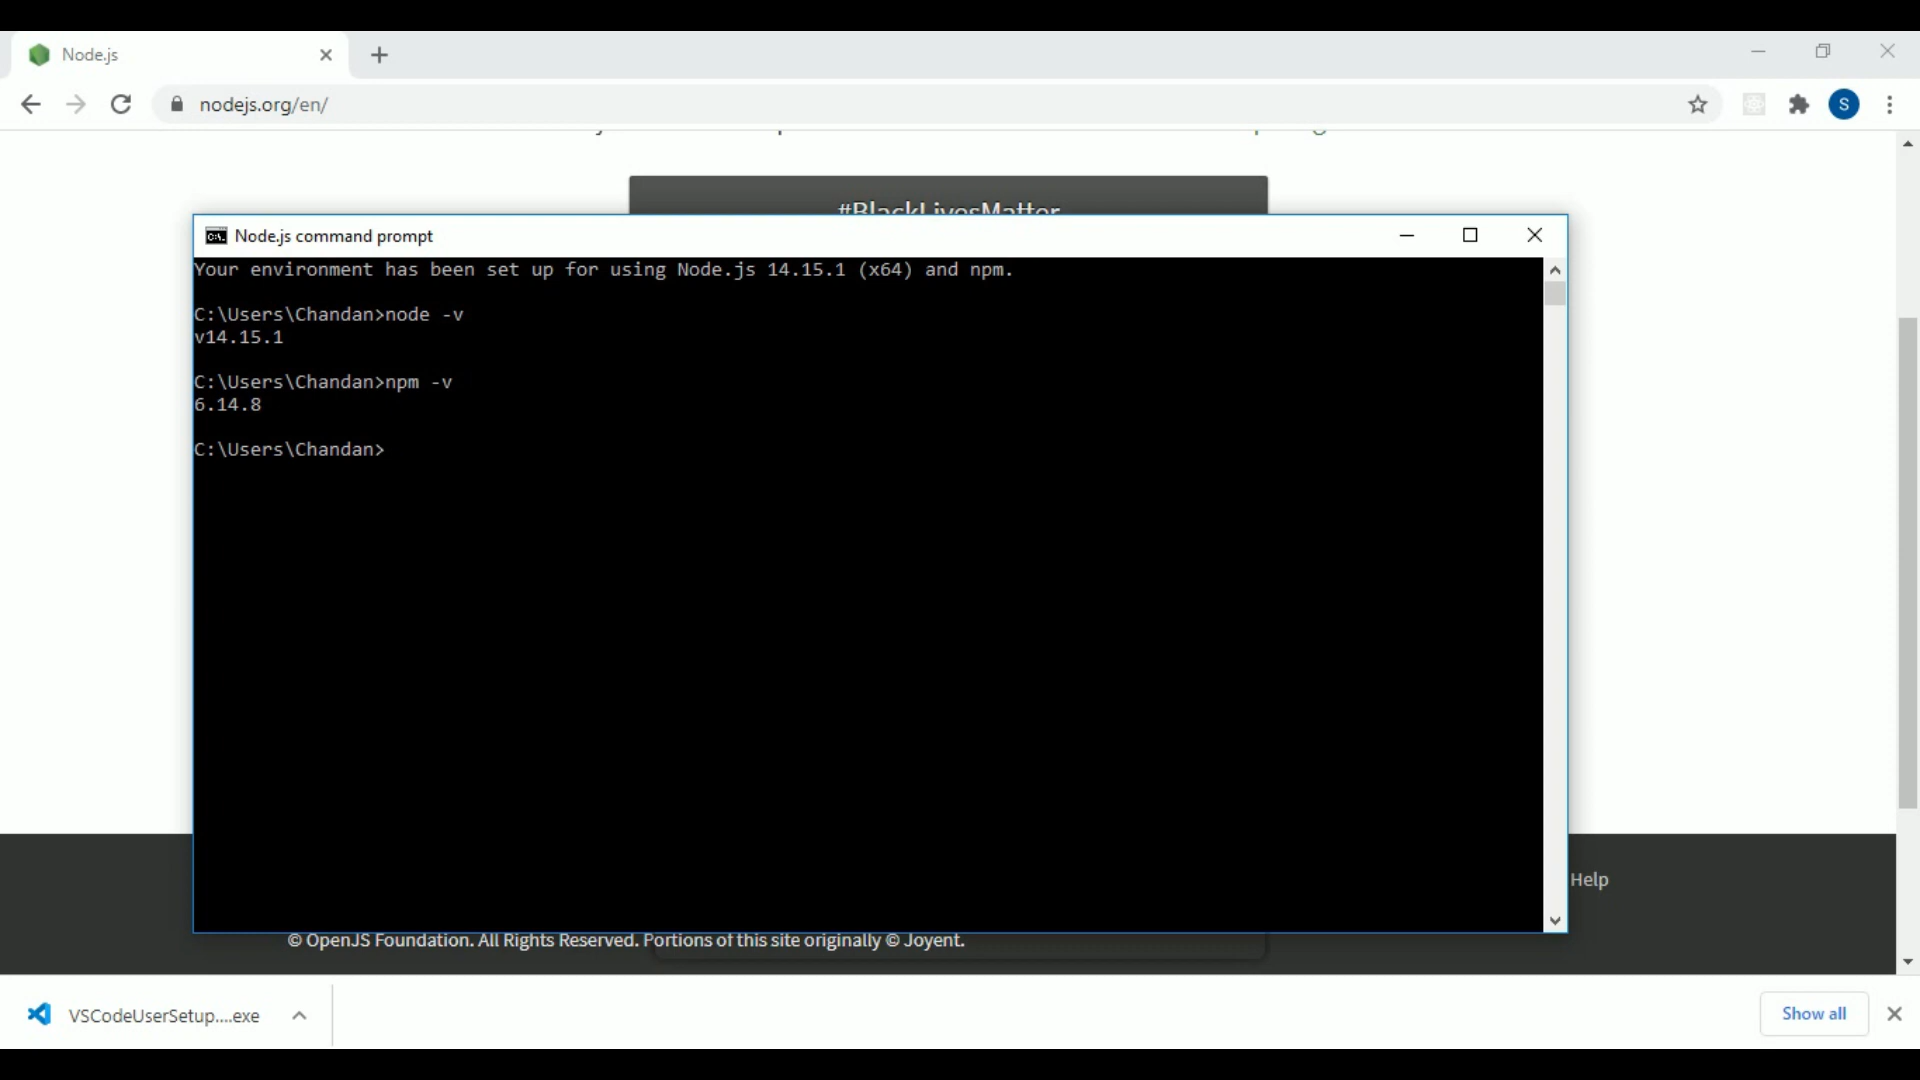 Node.js
nodejs.org/en/
S
#BlackLivesMatter
Node.js command prompt
Your environment has been set up for using Node.js 14.15.1 (x64) and npm.
C:\Users\Chandan>node -v
v14.15.1
C:\Users\Chandan>npm -v
6.14.8
C:\Users\Chandan>
Help
© OpenJS Foundation. All Rights Reserved. Portions of this site originally © Joyent.
VSCodeUserSetup....exe
Show all